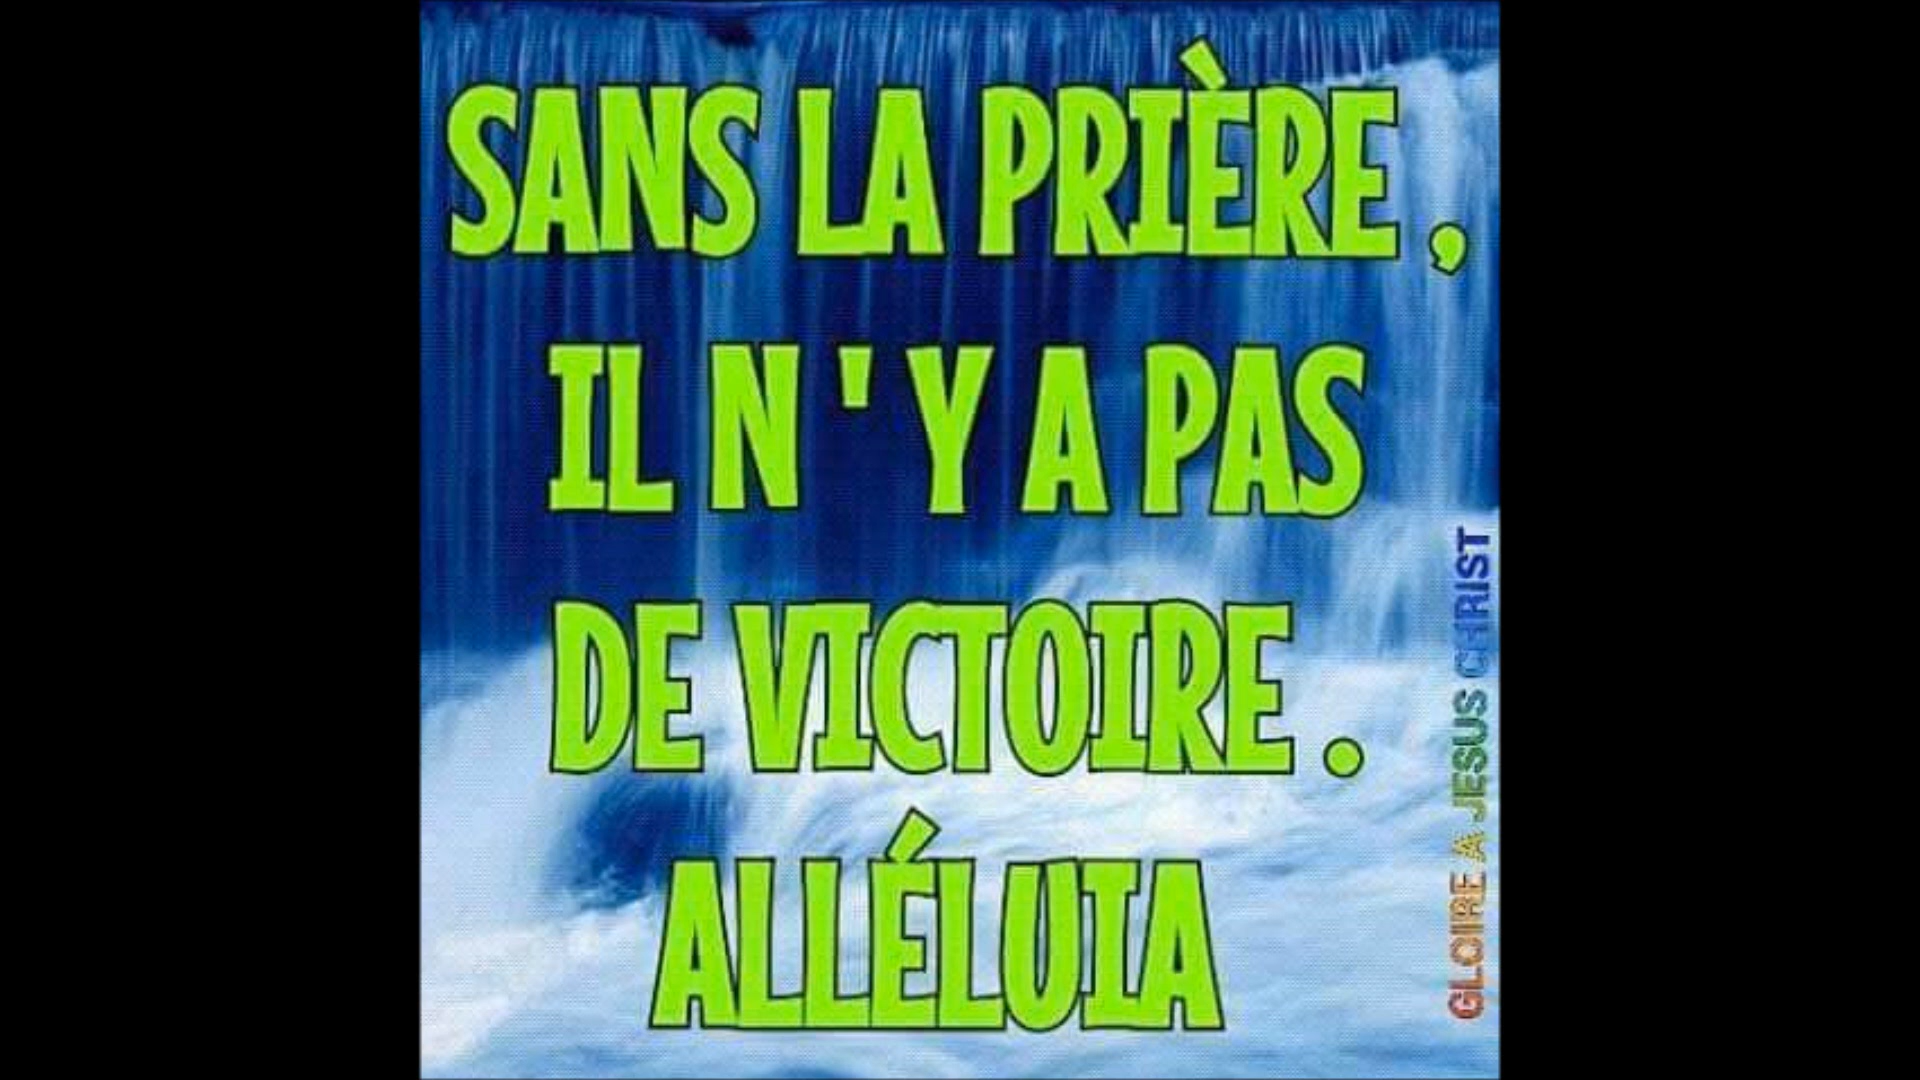 SANS LA PRIÈRE ,
IL N ' Y A PAS
DE VICTOIRE .
ALLÉLUIA
GLOIRE A JESUS CHRIST